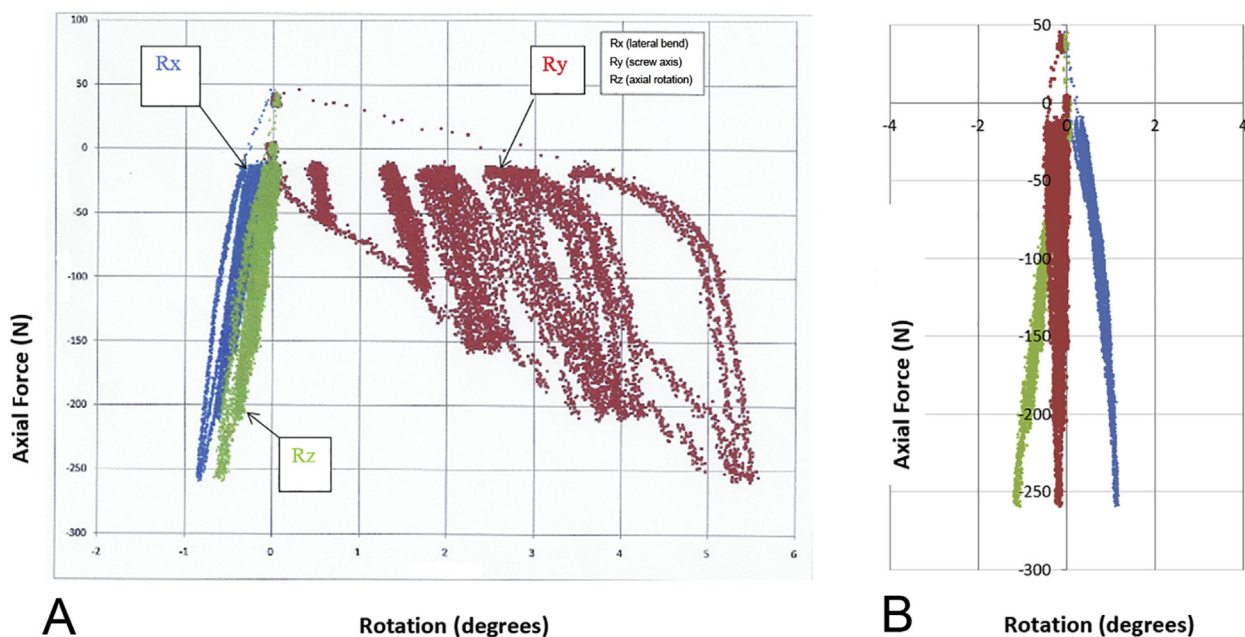 100
50
0
-50
-100
-150
-200
-250
-300
-2
-1
0
1
2
3
4
5
6
Rx
Ry
Rz
Rx (lateral bend)
Ry (screw axis)
Rz (axial rotation)
Axial Force (N)
A
Rotation (degrees)
50
0
-50
-100
-150
-200
-250
-300
-4
-2
0
2
4
Axial Force (N)
B
Rotation (degrees)